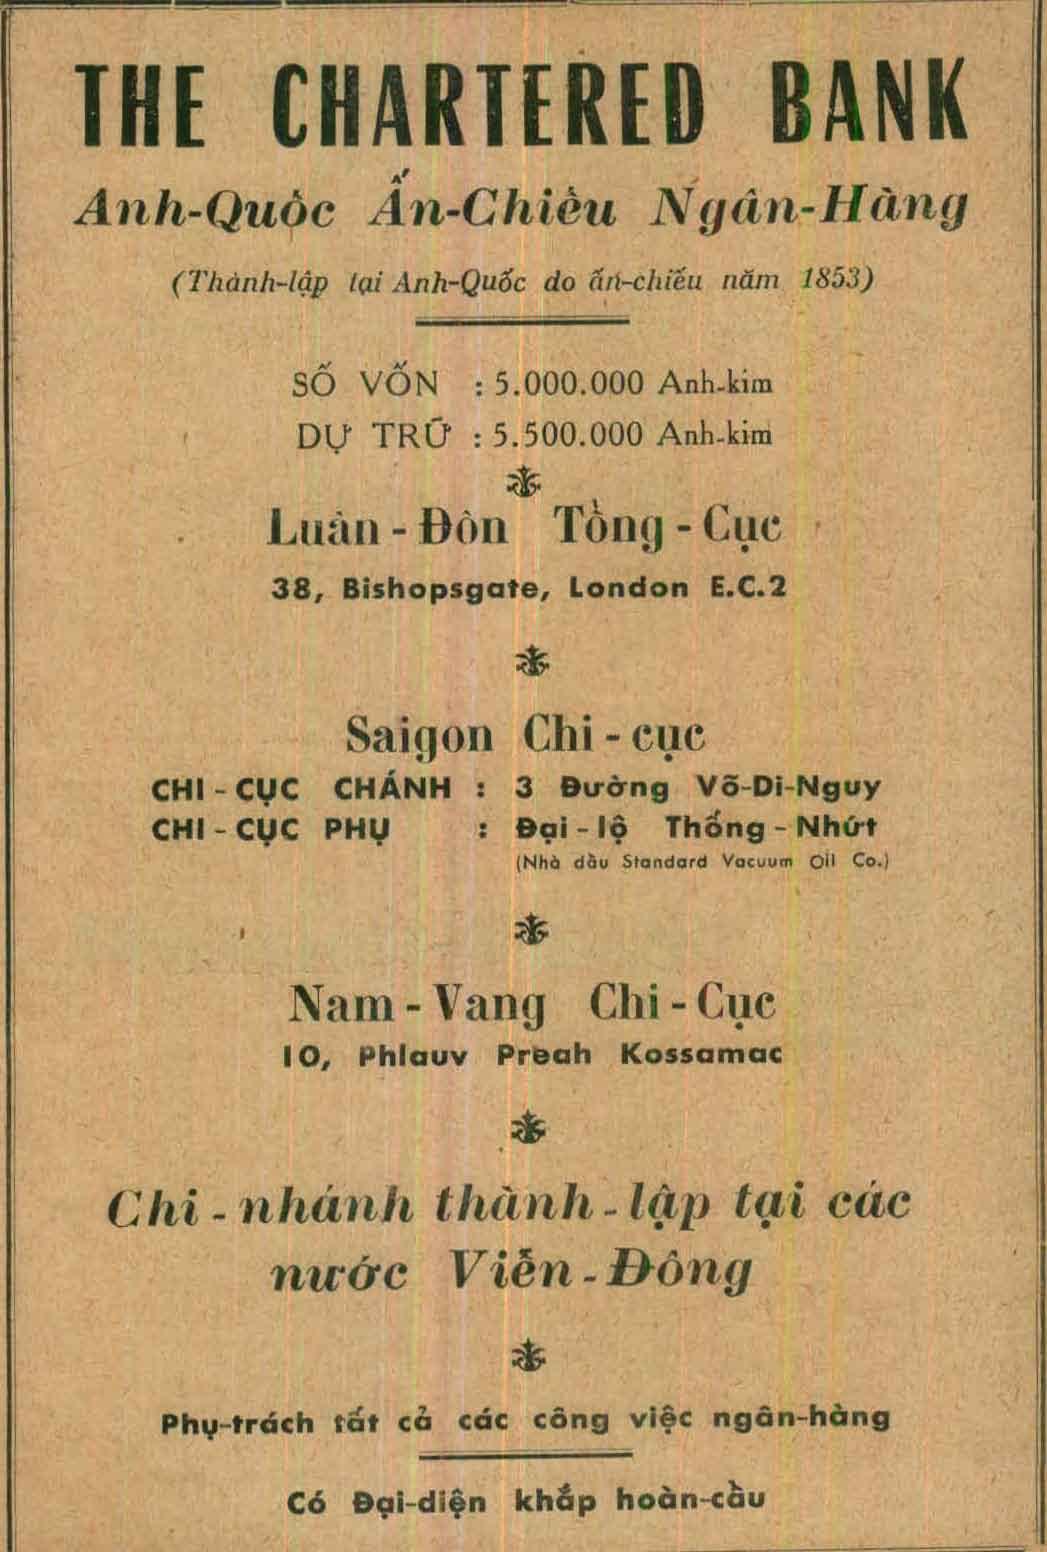 THE CHARTERED BANK
Anh-Quốc Ấn-Chiếu Ngân-Hàng
(Thành-lập tại Anh-Quốc do ấn-chiếu năm 1853)
SỐ VỐN : 5.000.000 Anh-kim
DỰ TRỮ : 5.500.000 Anh-kim
Luân - Đôn Tổng - Cục
38, Bishopsgate, London E.C.2
Saigon Chi - cục
CHI - CỤC CHÁNH : 3 Đường Võ-Di-Nguy
CHI - CỤC PHỤ : Đại - lộ Thống - Nhứt
(Nhà dầu Standard Vacuum Oil Co.)
Nam - Vang Chi - Cục
10, Phlauv Preah Kossamac
Chi - nhánh thành - lập tại các
nước Viễn - Đông
Phụ-trách tất cả các công việc ngân-hàng
Có Đại-diện khắp hoàn-cầu